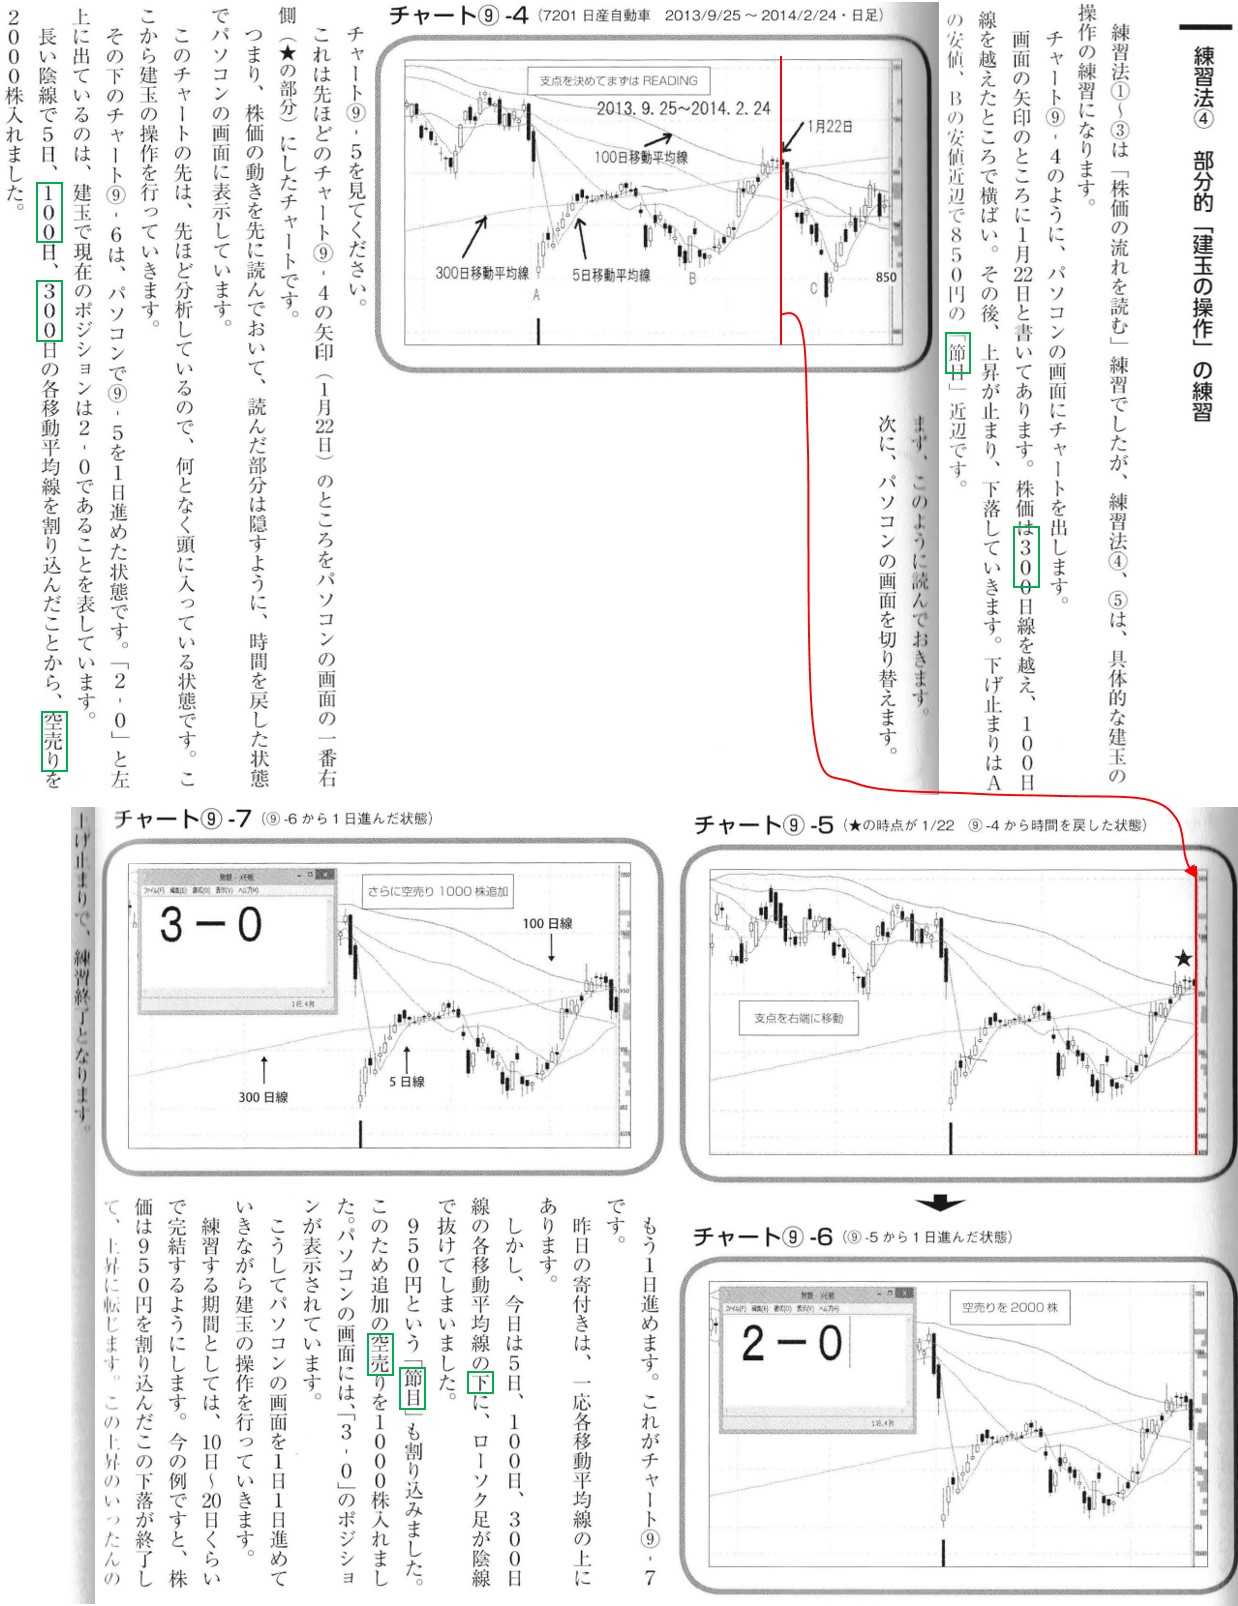 練習法④　部分的「建玉の操作」の練習
練習法①〜③は「株価の流れを読む」練習でしたが、練習法④、⑤は、具体的な建玉の
操作の練習になります。
チャート⑨-4のように、パソコンの画面にチャートを出します。
画面の矢印のところに1月22日と書いてあります。株価は300日線を越え、100日
線を越えたところで横ばい。その後、上昇が止まり、下落していきます。下げ止まりはA
の安値、Bの安値近辺で850円の「節目」近辺です。
まず、このように読んでおきます。
次に、パソコンの画面を切り替えます。
チャート⑨-4（7201 日産自動車　2013/9/25〜2014/2/24・日足）
支点を決めてまずは READING
2013.9.25〜2014.2.24
1月22日
100日移動平均線
300日移動平均線
5日移動平均線
A
B
C
850
チャート⑨-5を見てください。
これは先ほどのチャート⑨-4の矢印（1月22日）のところをパソコンの画面の一番右
側（★の部分）にしたチャートです。
つまり、株価の動きを先に読んでおいて、読んだ部分は隠すように、時間を戻した状態
でパソコンの画面に表示しています。
このチャートの先は、先ほど分析しているので、何となく頭に入っている状態です。こ
こから建玉の操作を行っていきます。
その下のチャート⑨-6は、パソコンで⑨-5を1日進めた状態です。「2-0」と左
上に出ているのは、建玉で現在のポジションは2-0であることを表しています。
長い陰線で5日、100日、300日の各移動平均線を割り込んだことから、空売りを
2000株入れました。
チャート⑨-5（★の時点が1/22　⑨-4から時間を戻した状態）
★
支点を右端に移動
チャート⑨-6（⑨-5から1日進んだ状態）
無題 - メモ帳
ファイル(F) 編集(E) 書式(O) 表示(V) ヘルプ(H)
2-0
1行、4列
空売りを 2000 株
チャート⑨-7（⑨-6から1日進んだ状態）
無題 - メモ帳
ファイル(F) 編集(E) 書式(O) 表示(V) ヘルプ(H)
3-0
1行、4列
さらに空売り 1000 株追加
100 日線
5 日線
300 日線
もう1日進めます。これがチャート⑨-7
です。
昨日の寄付きは、一応各移動平均線の上に
あります。
しかし、今日は5日、100日、300日
線の各移動平均線の下に、ローソク足が陰線
で抜けてしまいました。
950円という「節目」も割り込みました。
このため追加の空売りを1000株入れまし
た。パソコンの画面には、「3-0」のポジショ
ンが表示されています。
こうしてパソコンの画面を1日1日進めて
いきながら建玉の操作を行っていきます。
練習する期間としては、10日〜20日くらい
で完結するようにします。今の例ですと、株
価は950円を割り込んだこの下落が終了し
て、上昇に転じます。この上昇のいったんの
上げ止まりで、練習終了となります。